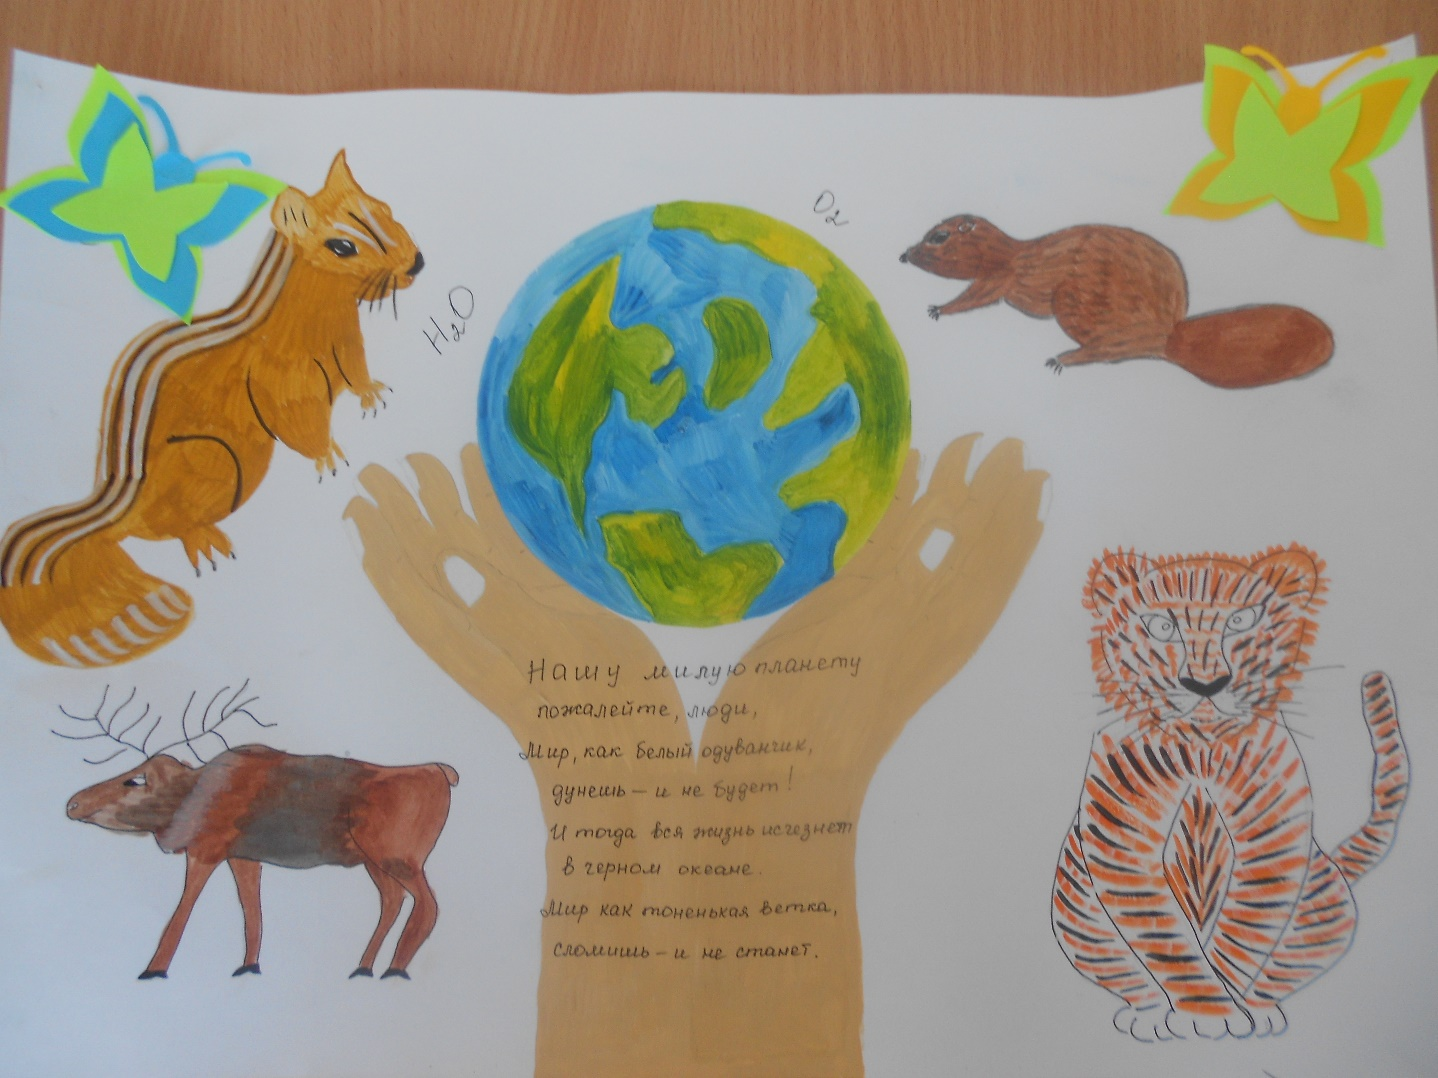 O₂
H₂O
Нашу милую планету
пожалейте, люди,
Мир, как белый одуванчик,
дунешь – и не будет!
И тогда вся жизнь исчезнет
в черном океане.
Мир как тоненькая ветка,
сломишь – и не станет.